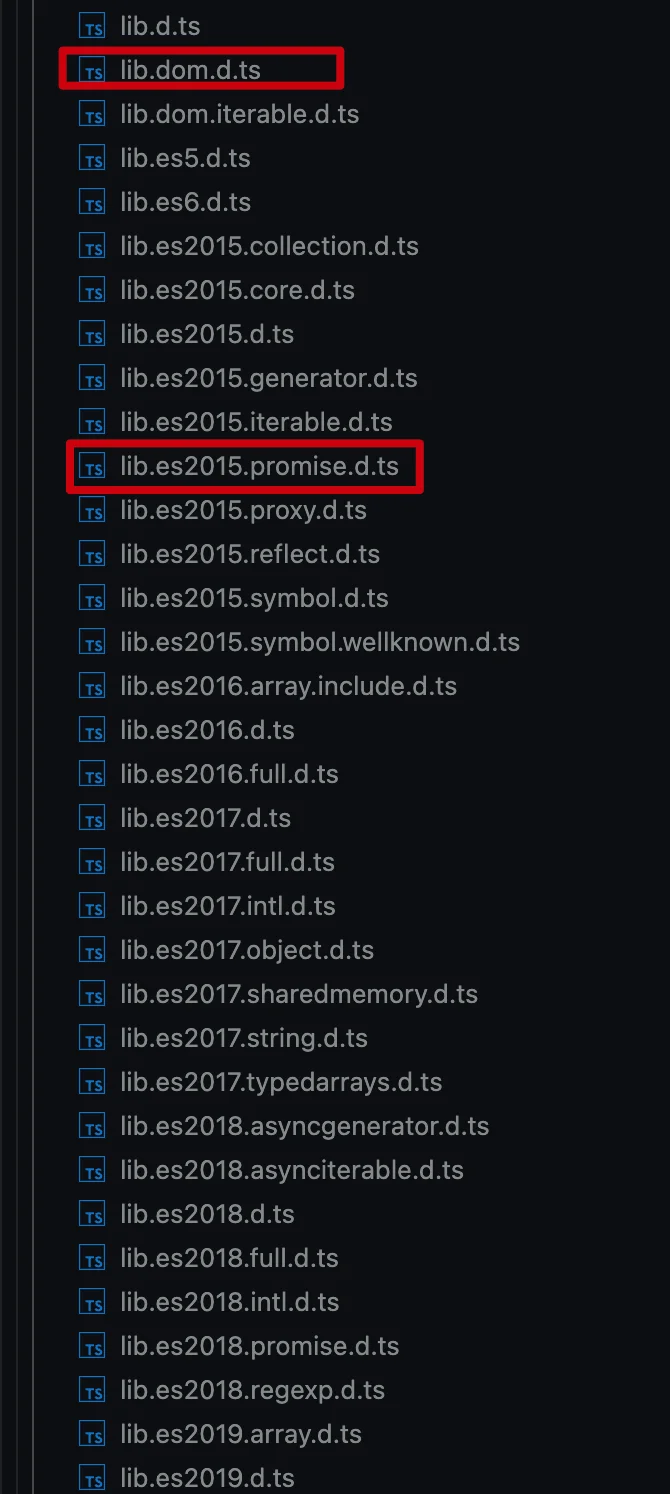 TS lib.d.ts
TS lib.dom.d.ts
TS lib.dom.iterable.d.ts
TS lib.es5.d.ts
TS lib.es6.d.ts
TS lib.es2015.collection.d.ts
TS lib.es2015.core.d.ts
TS lib.es2015.d.ts
TS lib.es2015.generator.d.ts
TS lib.es2015.iterable.d.ts
TS lib.es2015.promise.d.ts
TS lib.es2015.proxy.d.ts
TS lib.es2015.reflect.d.ts
TS lib.es2015.symbol.d.ts
TS lib.es2015.symbol.wellknown.d.ts
TS lib.es2016.array.include.d.ts
TS lib.es2016.d.ts
TS lib.es2016.full.d.ts
TS lib.es2017.d.ts
TS lib.es2017.full.d.ts
TS lib.es2017.intl.d.ts
TS lib.es2017.object.d.ts
TS lib.es2017.sharedmemory.d.ts
TS lib.es2017.string.d.ts
TS lib.es2017.typedarrays.d.ts
TS lib.es2018.asyncgenerator.d.ts
TS lib.es2018.asynciterable.d.ts
TS lib.es2018.d.ts
TS lib.es2018.full.d.ts
TS lib.es2018.intl.d.ts
TS lib.es2018.promise.d.ts
TS lib.es2018.regexp.d.ts
TS lib.es2019.array.d.ts
TS lib.es2019.d.ts